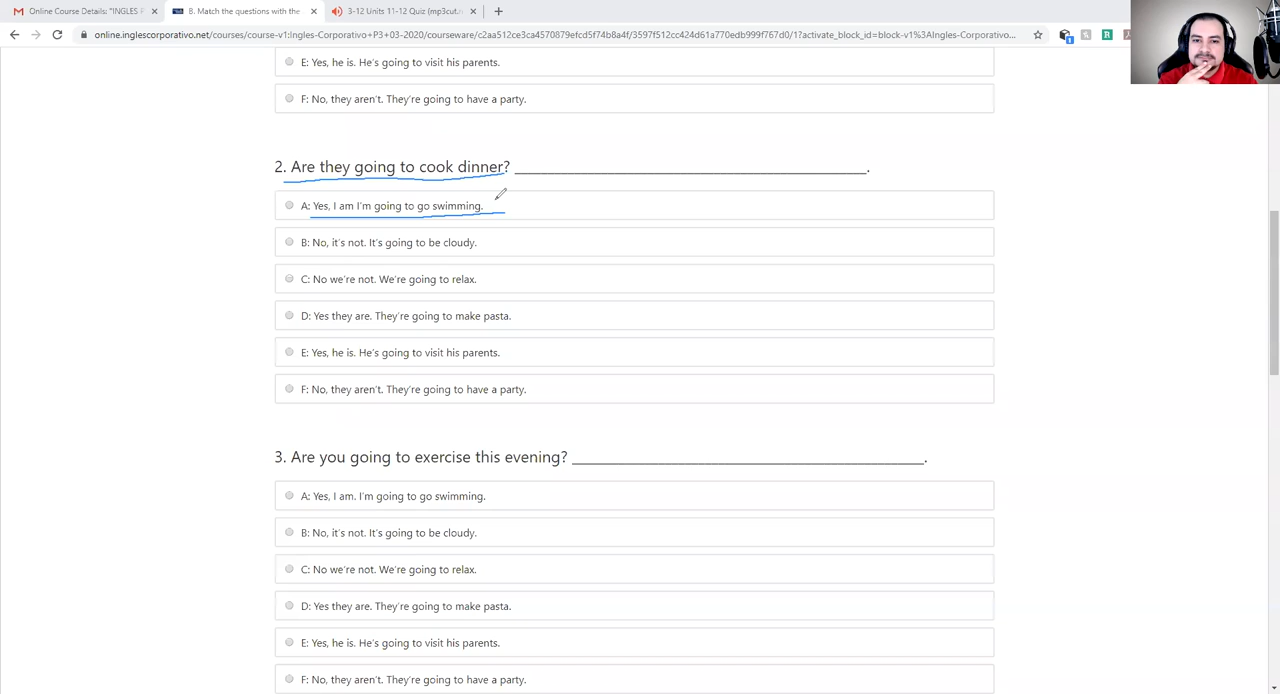 Online Course Details: "INGLES F
B. Match the questions with the
3-12 Units 11-12 Quiz (mp3cut.
online.inglescorporativo.net/courses/course-v1:Ingles-Corporativo+P3+03-2020/courseware/c2aa512ce3ca4570879efcd5f74b8a4f/3597f512cc424d61a770edb999f767d0/1?activate_block_id=block-v1%3AIngles-Corporativo...
E: Yes, he is. He's going to visit his parents.
F: No, they aren't. They're going to have a party.
2. Are they going to cook dinner? ______________________________________________.
A: Yes, I am I'm going to go swimming.
B: No, it's not. It's going to be cloudy.
C: No we're not. We're going to relax.
D: Yes they are. They're going to make pasta.
E: Yes, he is. He's going to visit his parents.
F: No, they aren't. They're going to have a party.
3. Are you going to exercise this evening? ______________________________________________.
A: Yes, I am. I'm going to go swimming.
B: No, it's not. It's going to be cloudy.
C: No we're not. We're going to relax.
D: Yes they are. They're going to make pasta.
E: Yes, he is. He's going to visit his parents.
F: No, they aren't. They're going to have a party.